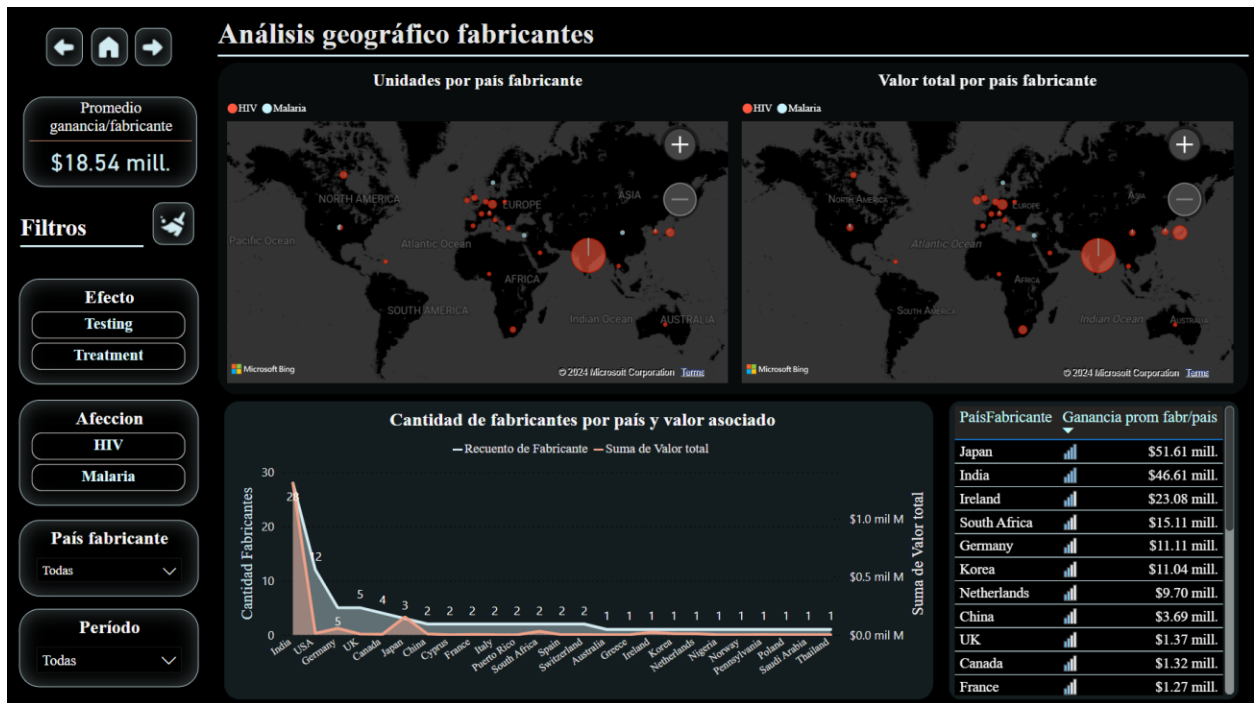 Análisis geográfico fabricantes
Promedio
ganancia/fabricante
$18.54 mill.
Filtros
Efecto
Testing
Treatment
Afeccion
HIV
Malaria
País fabricante
Todas
Período
Todas
Unidades por país fabricante
HIV Malaria
NORTH AMERICA
EUROPE
ASIA
Pacific Ocean
Atlantic Ocean
AFRICA
SOUTH AMERICA
Indian Ocean
AUSTRALIA
Microsoft Bing
© 2024 Microsoft Corporation Terms
Valor total por país fabricante
HIV Malaria
NORTH AMERICA
EUROPE
ASIA
Atlantic Ocean
AFRICA
SOUTH AMERICA
Indian Ocean
AUSTRALIA
Microsoft Bing
© 2024 Microsoft Corporation Terms
Cantidad de fabricantes por país y valor asociado
Recuento de Fabricante Suma de Valor total
Cantidad Fabricantes
30
20
10
0
28 12 5 5 4 3 2 2 2 2 2 2 2 2 1 1 1 1 1 1 1 1 1 1
$1.0 mil M
$0.5 mil M
$0.0 mil M
Suma de Valor total
India USA Germany UK Canada Japan China Cyprus France Italy Puerto Rico South Africa Spain Switzerland Australia Greece Ireland Korea Netherlands Nigeria Norway Pennsylvania Poland Saudi Arabia Thailand
PaísFabricante Ganancia prom fabr/pais
Japan $51.61 mill.
India $46.61 mill.
Ireland $23.08 mill.
South Africa $15.11 mill.
Germany $11.11 mill.
Korea $11.04 mill.
Netherlands $9.70 mill.
China $3.69 mill.
UK $1.37 mill.
Canada $1.32 mill.
France $1.27 mill.